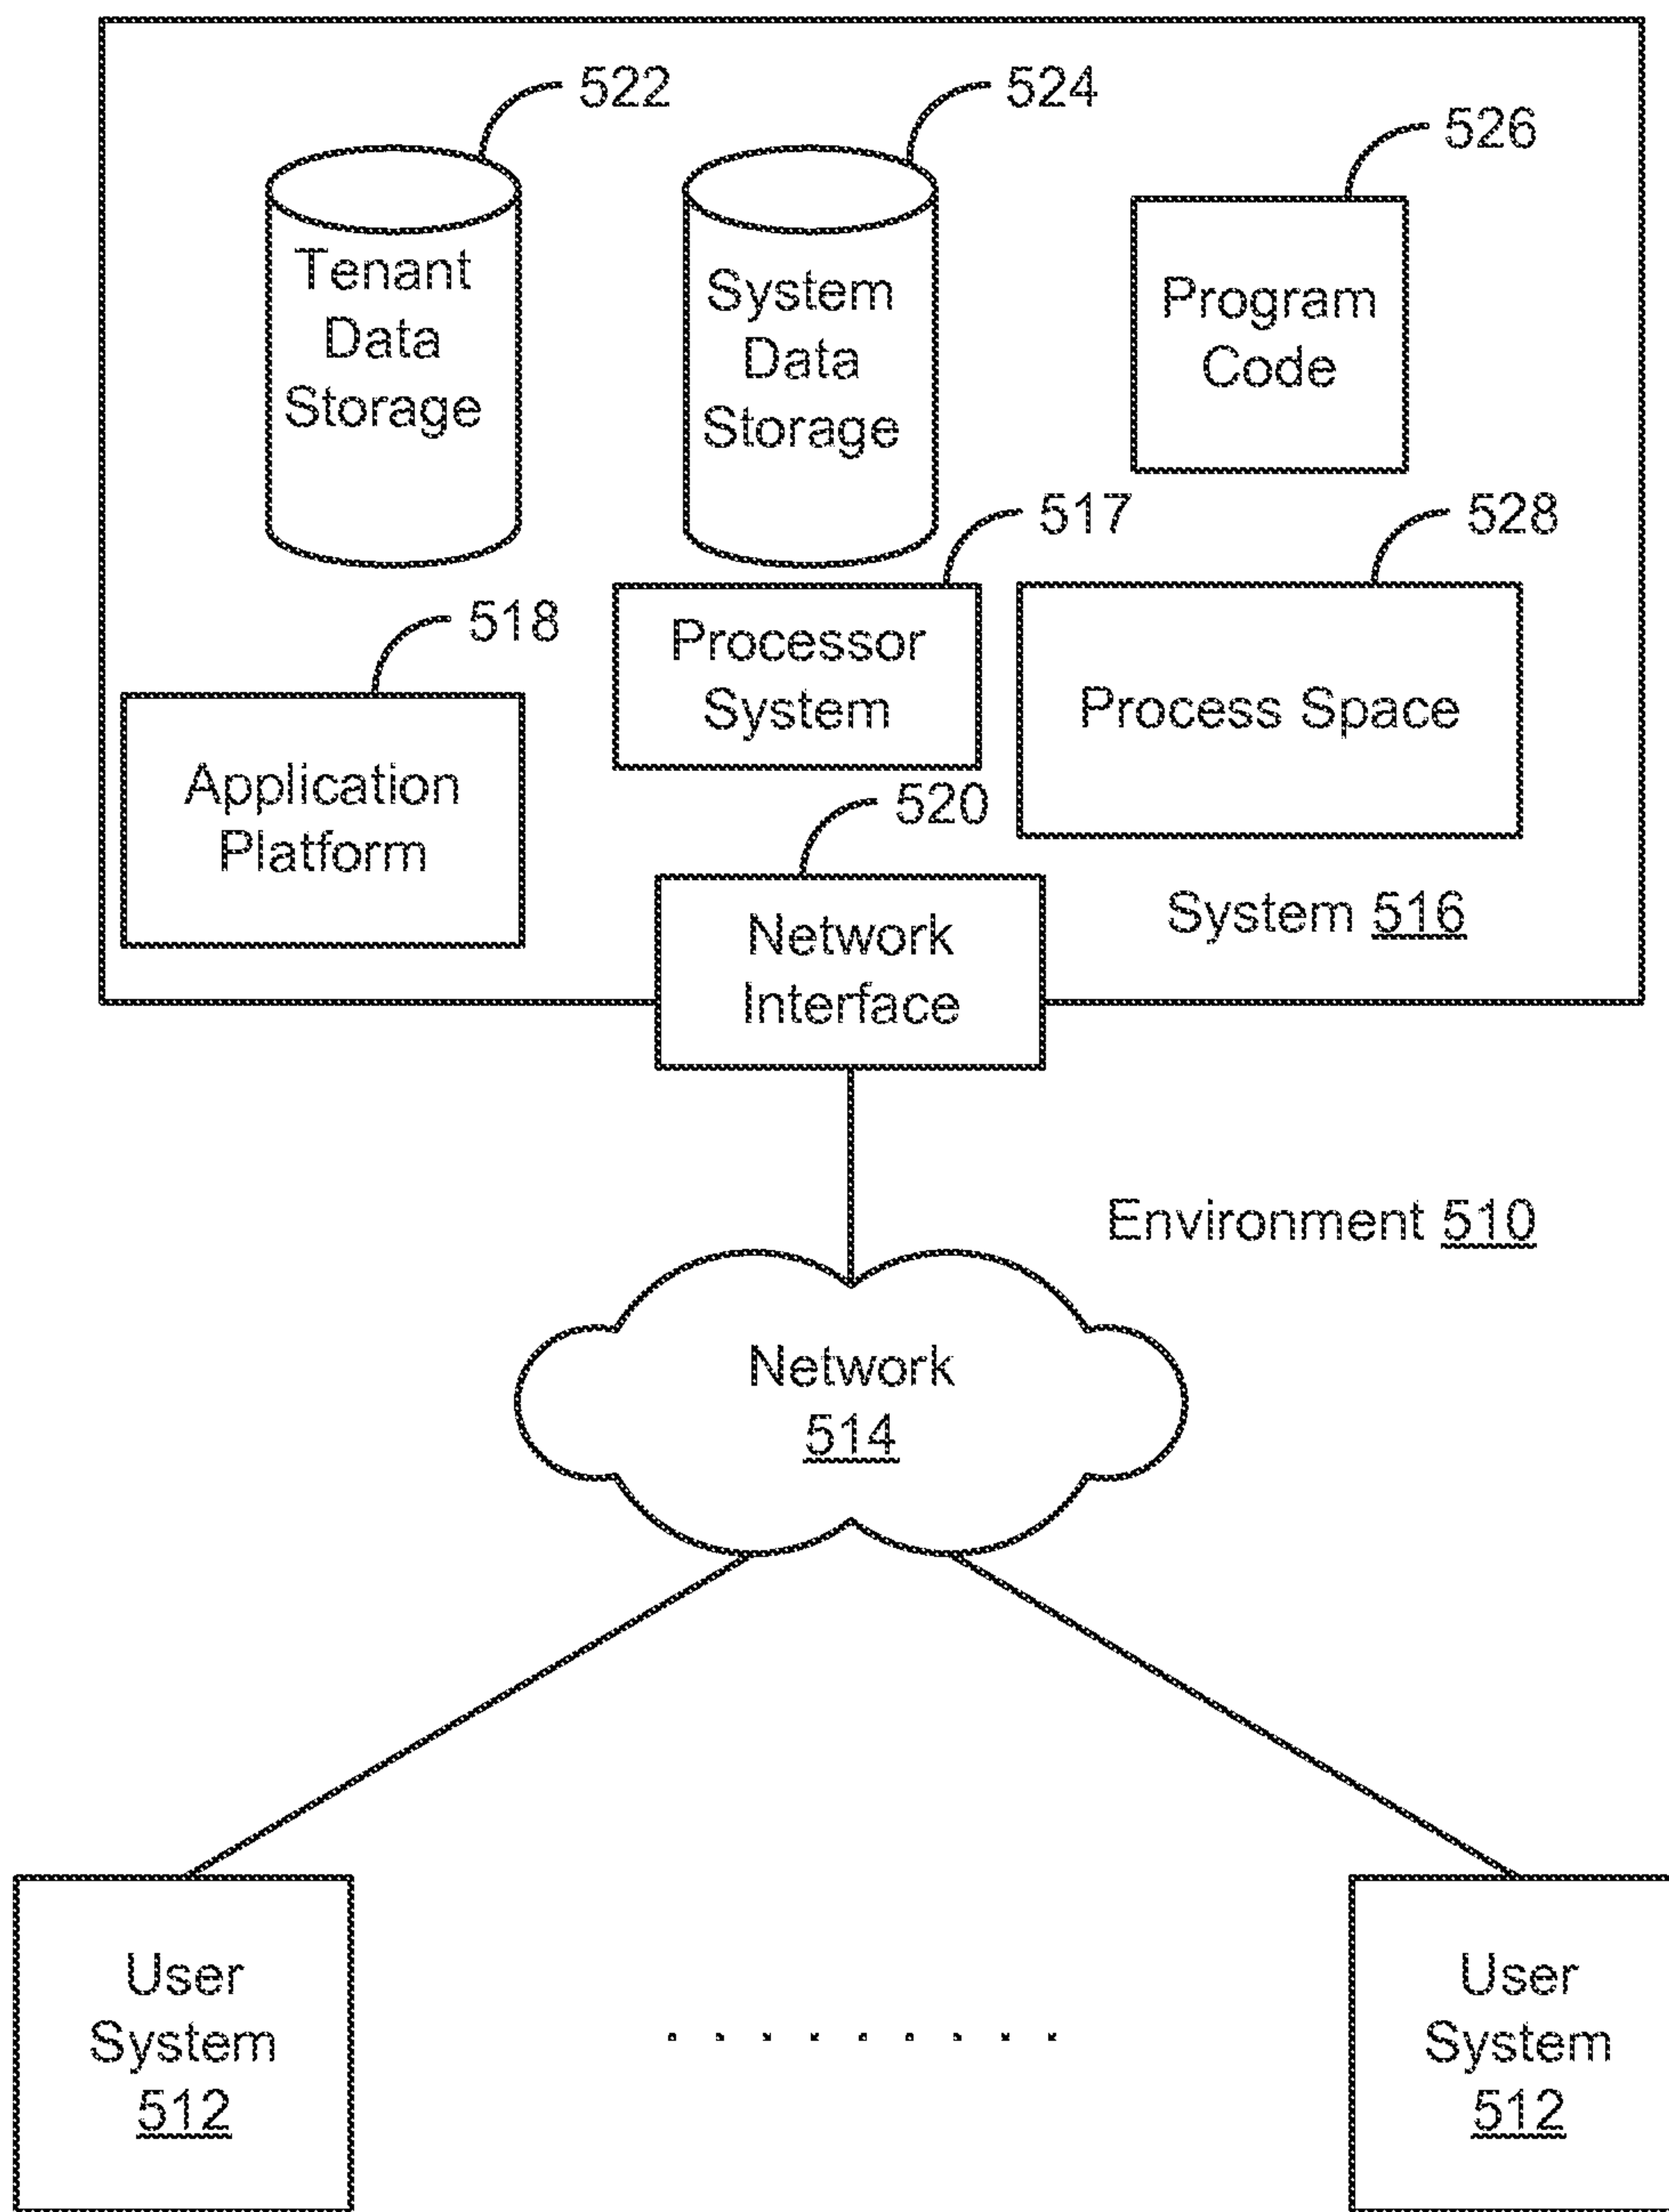 522
524
526
Tenant
Data
Storage
System
Data
Storage
Program
Code
517
528
518
Processor
System
Process Space
Application
Platform
520
System 516
Network
Interface
Environment 510
Network
514
User
System
512
User
System
512